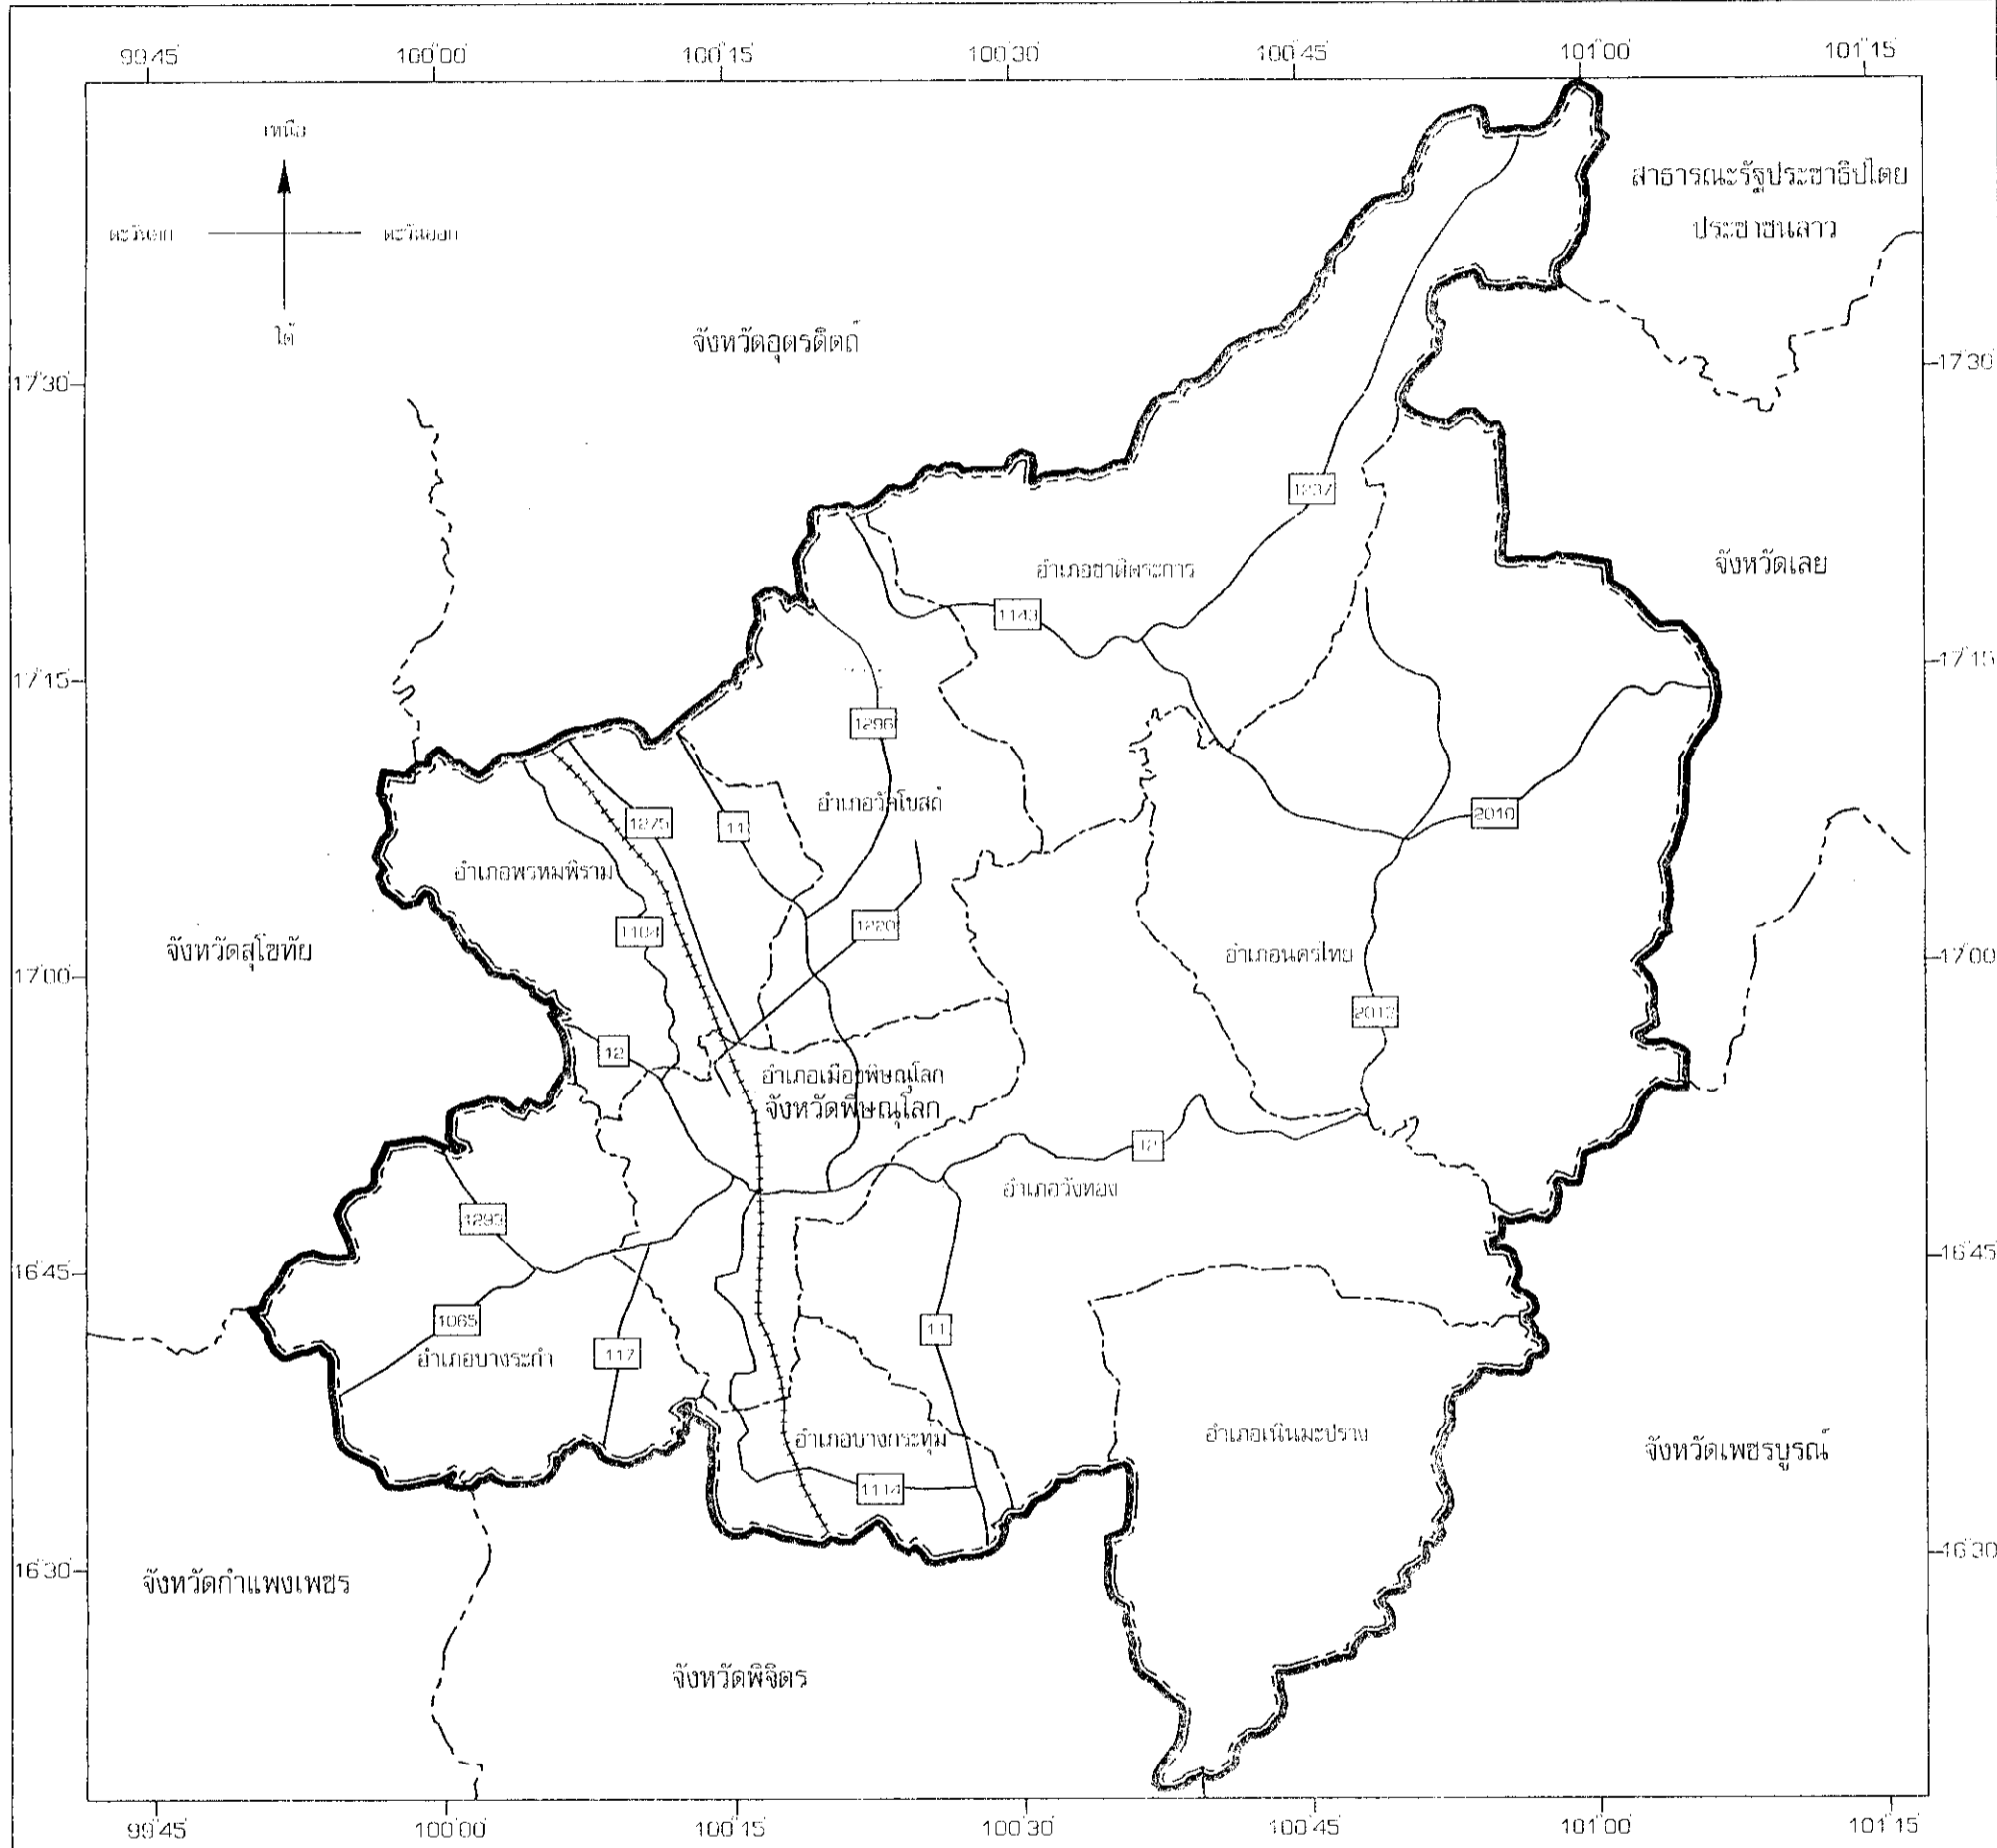 99°45' 100°00' 100°15' 100°30' 100°45' 101°00' 101°15'
เหนือ
ตะวันตก ตะวันออก
ใต้
สาธารณะรัฐประชาธิปไตย
ประชาชนลาว
จังหวัดอุตรดิตถ์
17°30' 17°30'
1237
อำเภอชาติตระการ
จังหวัดเลย
1143
17°15' 17°15'
1296
อำเภอวัดโบสถ์
2010
1275
11
อำเภอพรหมพิราม
1104
1220
จังหวัดสุโขทัย
อำเภอนครไทย
17°00' 17°00'
2013
12
อำเภอเมืองพิษณุโลก
จังหวัดพิษณุโลก
12
อำเภอวังทอง
1293
16°45' 16°45'
1065
11
117
อำเภอบางระกำ
อำเภอบางกระทุ่ม
อำเภอเนินมะปราง
จังหวัดเพชรบูรณ์
1114
16°30' 16°30'
จังหวัดกำแพงเพชร
จังหวัดพิจิตร
99°45' 100°00' 100°15' 100°30' 100°45' 101°00' 101°15'